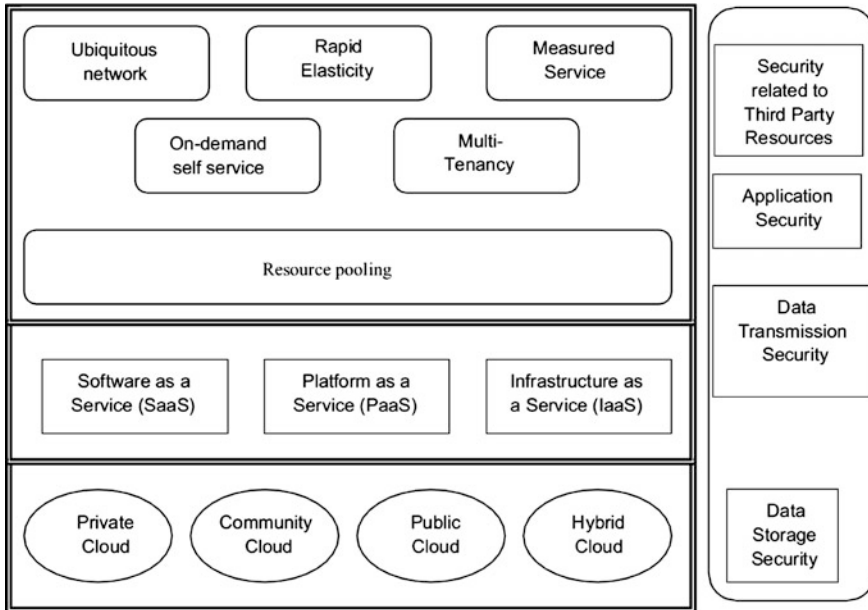 Ubiquitous
network
Rapid
Elasticity
Measured
Service
On-demand
self service
Multi-
Tenancy
Resource pooling
Software as a
Service (SaaS)
Platform as a
Service (PaaS)
Infrastructure as
a Service (IaaS)
Private
Cloud
Community
Cloud
Public
Cloud
Hybrid
Cloud
Security
related to
Third Party
Resources
Application
Security
Data
Transmission
Security
Data
Storage
Security